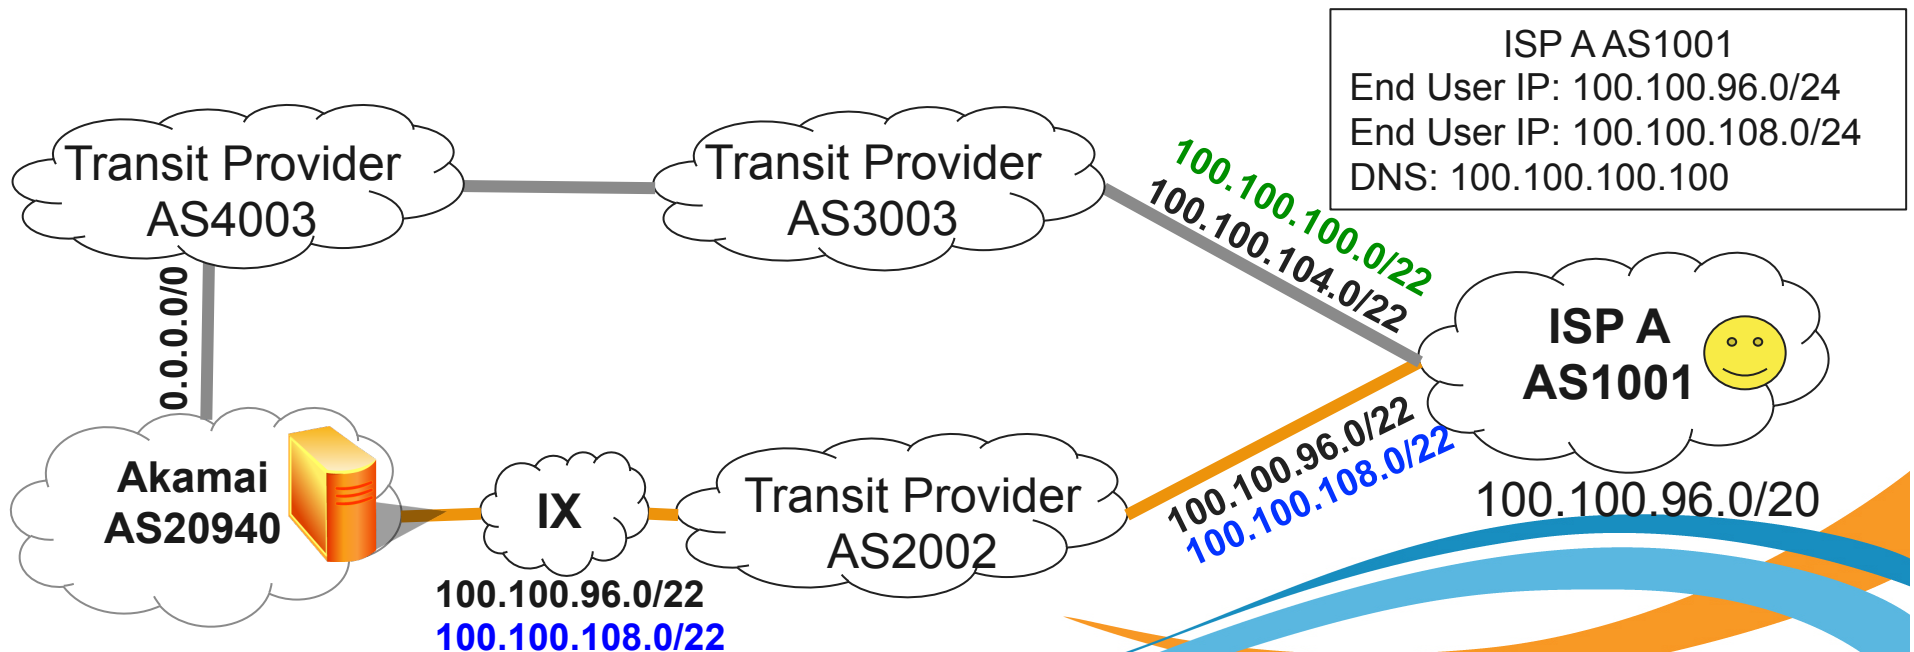 ISP A AS1001
End User IP: 100.100.96.0/24
End User IP: 100.100.108.0/24
DNS: 100.100.100.100
Transit Provider
AS4003
Transit Provider
AS3003
100.100.100.0/22
100.100.104.0/22
0.0.0.0/0
ISP A
AS1001
Akamai
AS20940
IX
Transit Provider
AS2002
100.100.96.0/22
100.100.108.0/22
100.100.96.0/20
100.100.96.0/22
100.100.108.0/22